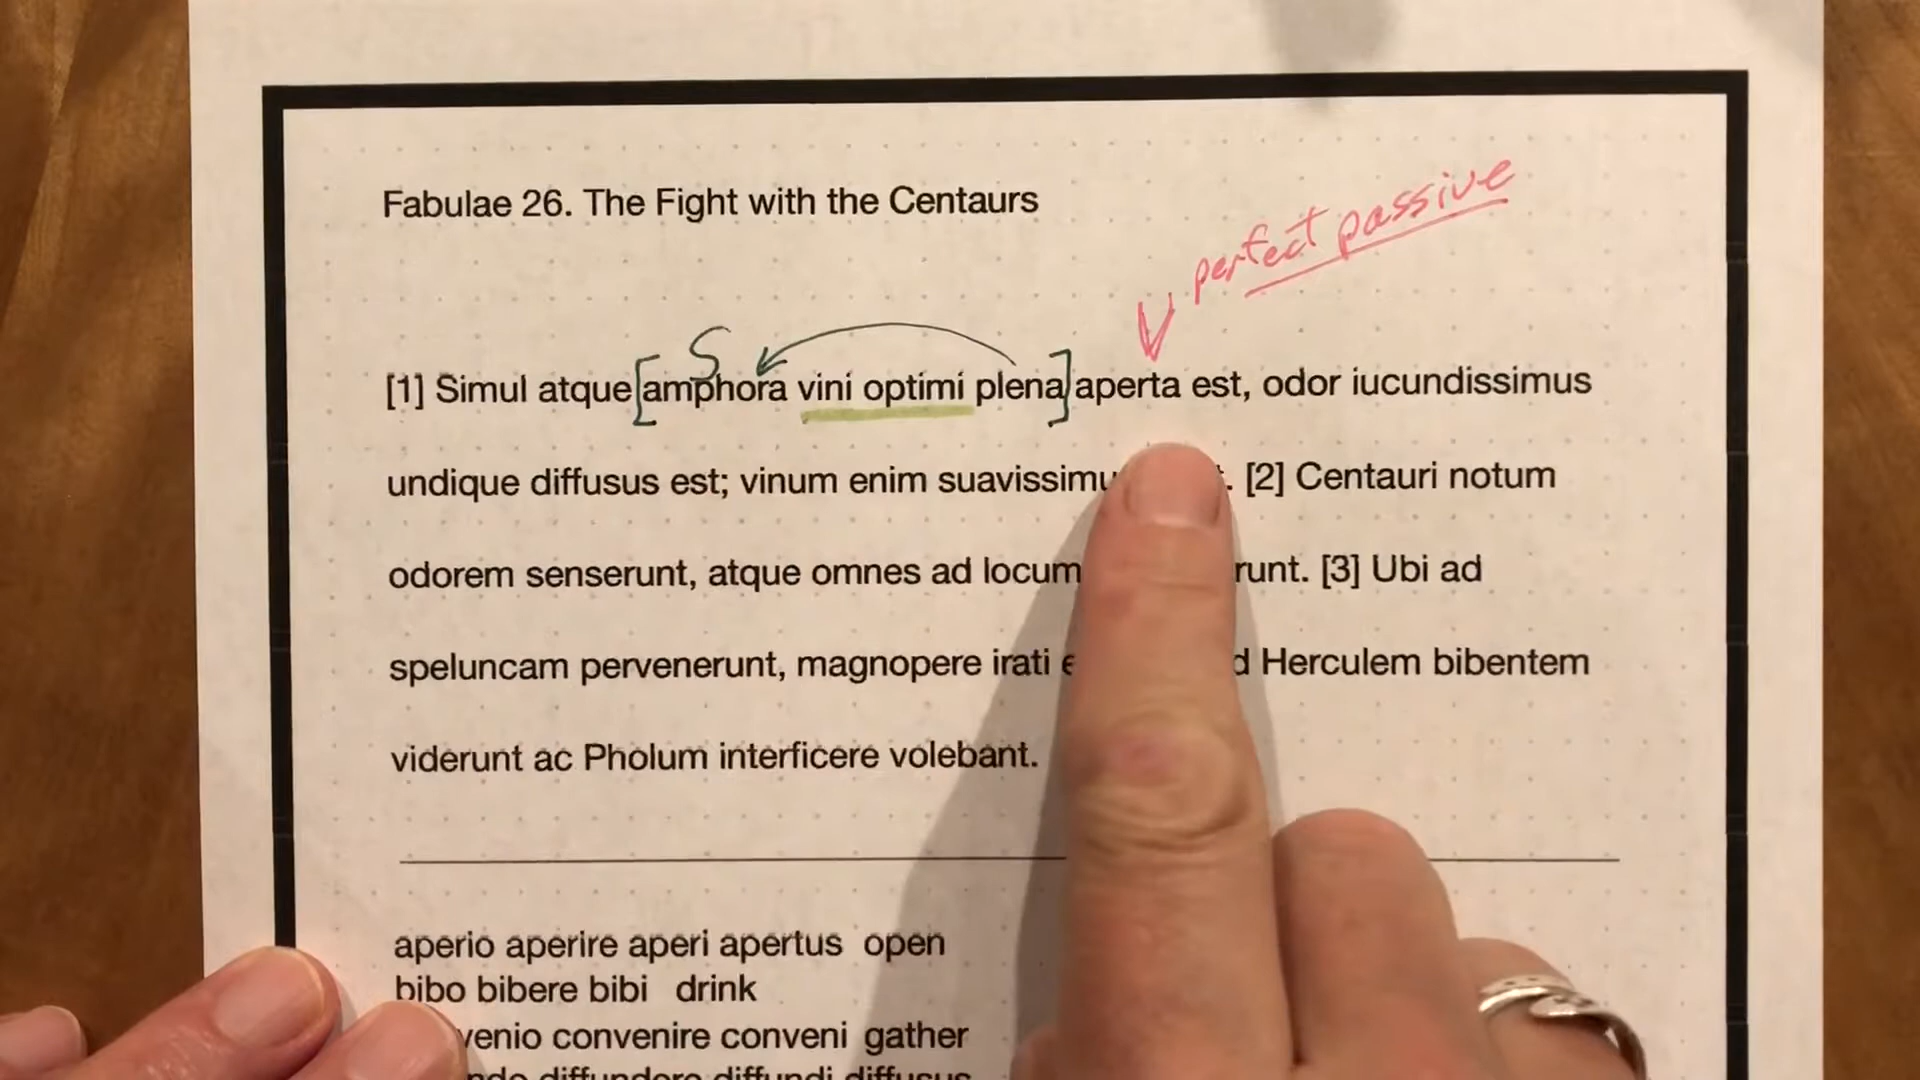 Fabulae 26. The Fight with the Centaurs
perfect passive
S
[1] Simul atque [amphora vini optimi plena] aperta est, odor iucundissimus
undique diffusus est; vinum enim suavissimu . [2] Centauri notum
odorem senserunt, atque omnes ad locum runt. [3] Ubi ad
speluncam pervenerunt, magnopere irati Herculem bibentem
viderunt ac Pholum interficere volebant.
aperio aperire aperi apertus open
bibo bibere bibi drink
venio convenire conveni gather
diffundere diffundi diffusus